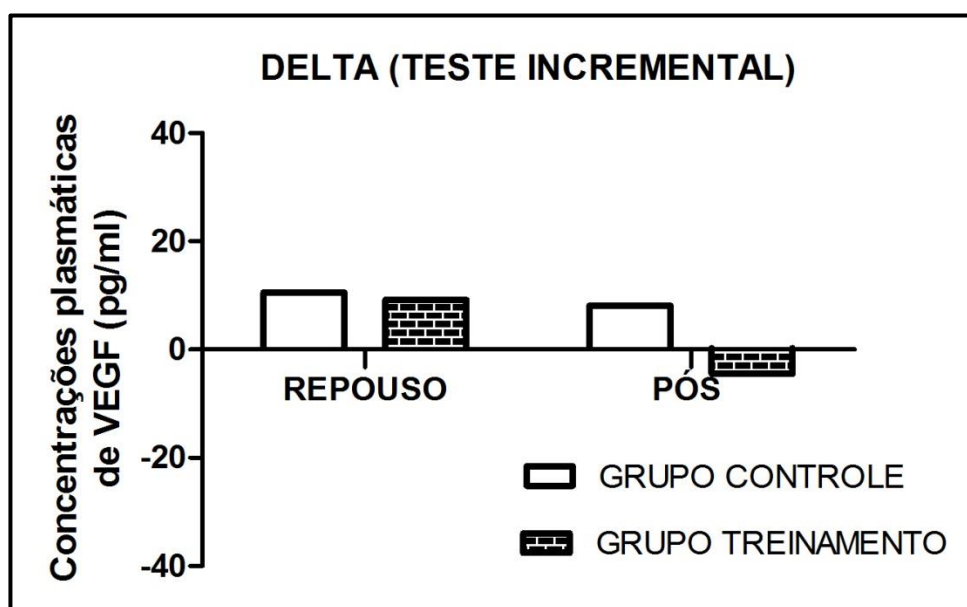 DELTA (TESTE INCREMENTAL)
Concentrações plasmáticas
de VEGF (pg/ml)
40
20
0
-20
-40
REPOUSO
PÓS
GRUPO CONTROLE
GRUPO TREINAMENTO